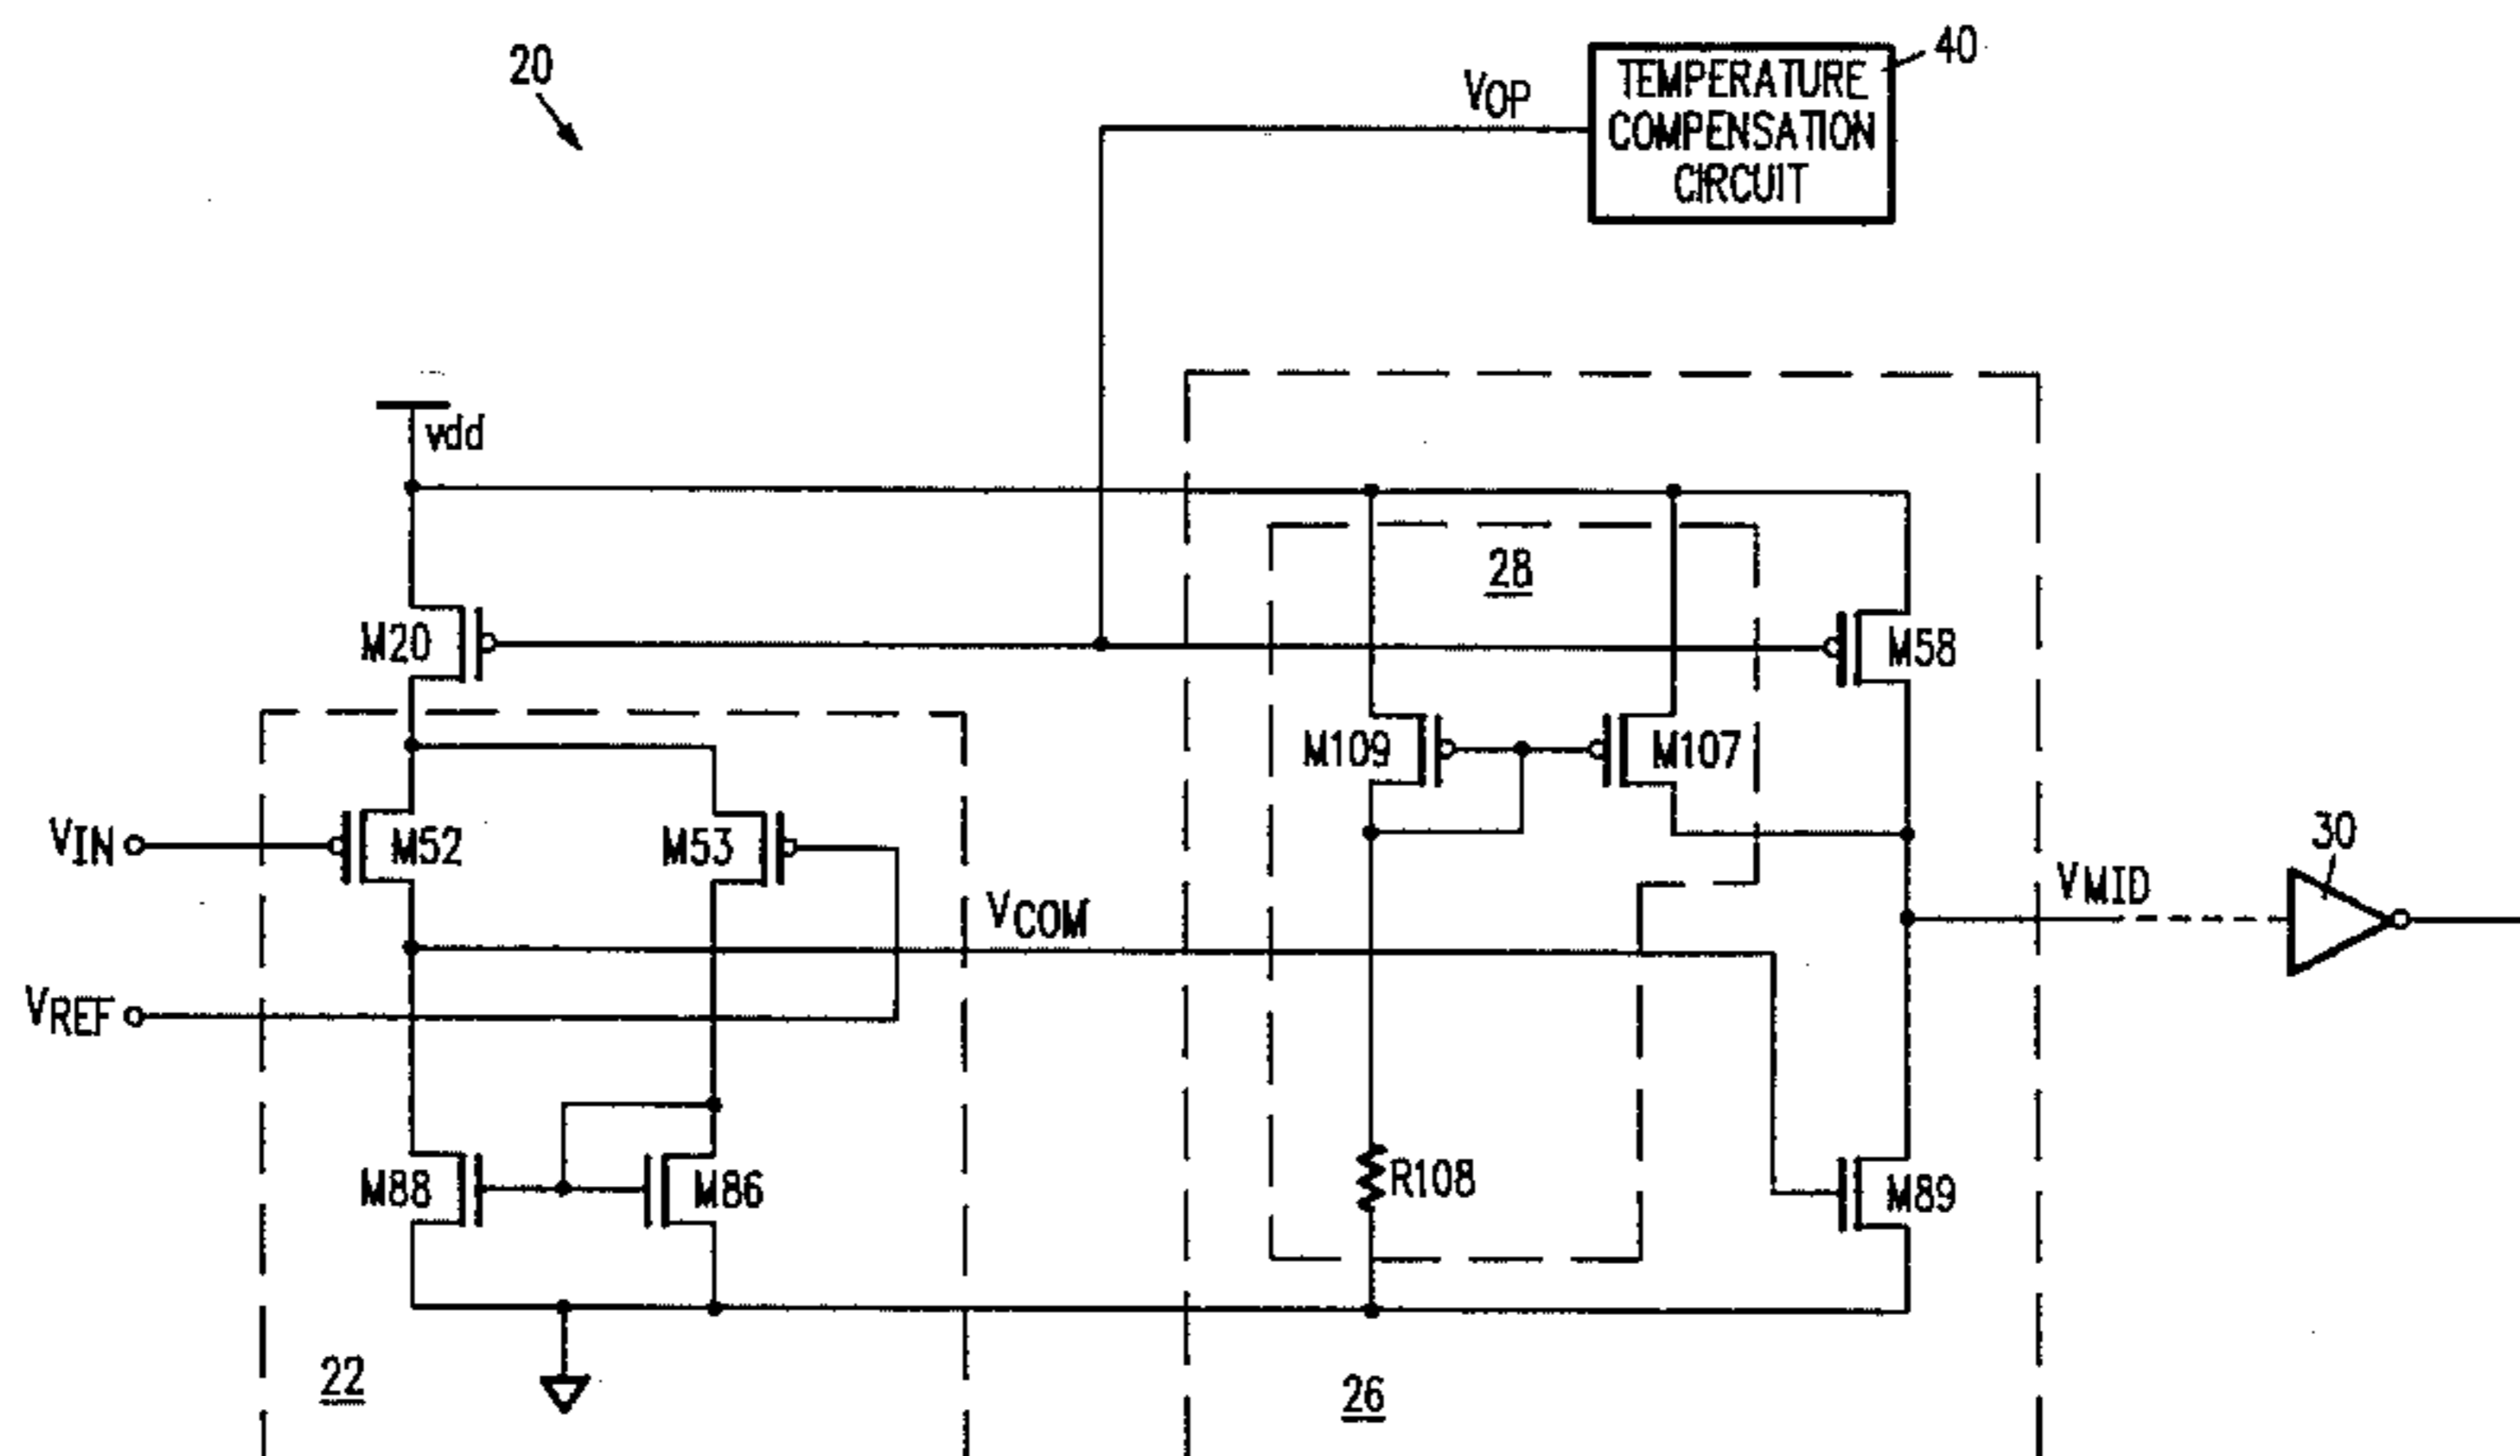 20
40
VOP
TEMPERATURE
COMPENSATION
CIRCUIT
vdd
28
M20
M58
M109
M107
VIN
M52
M53
30
VMID
VCOM
VREF
R108
M88
M86
M89
22
26